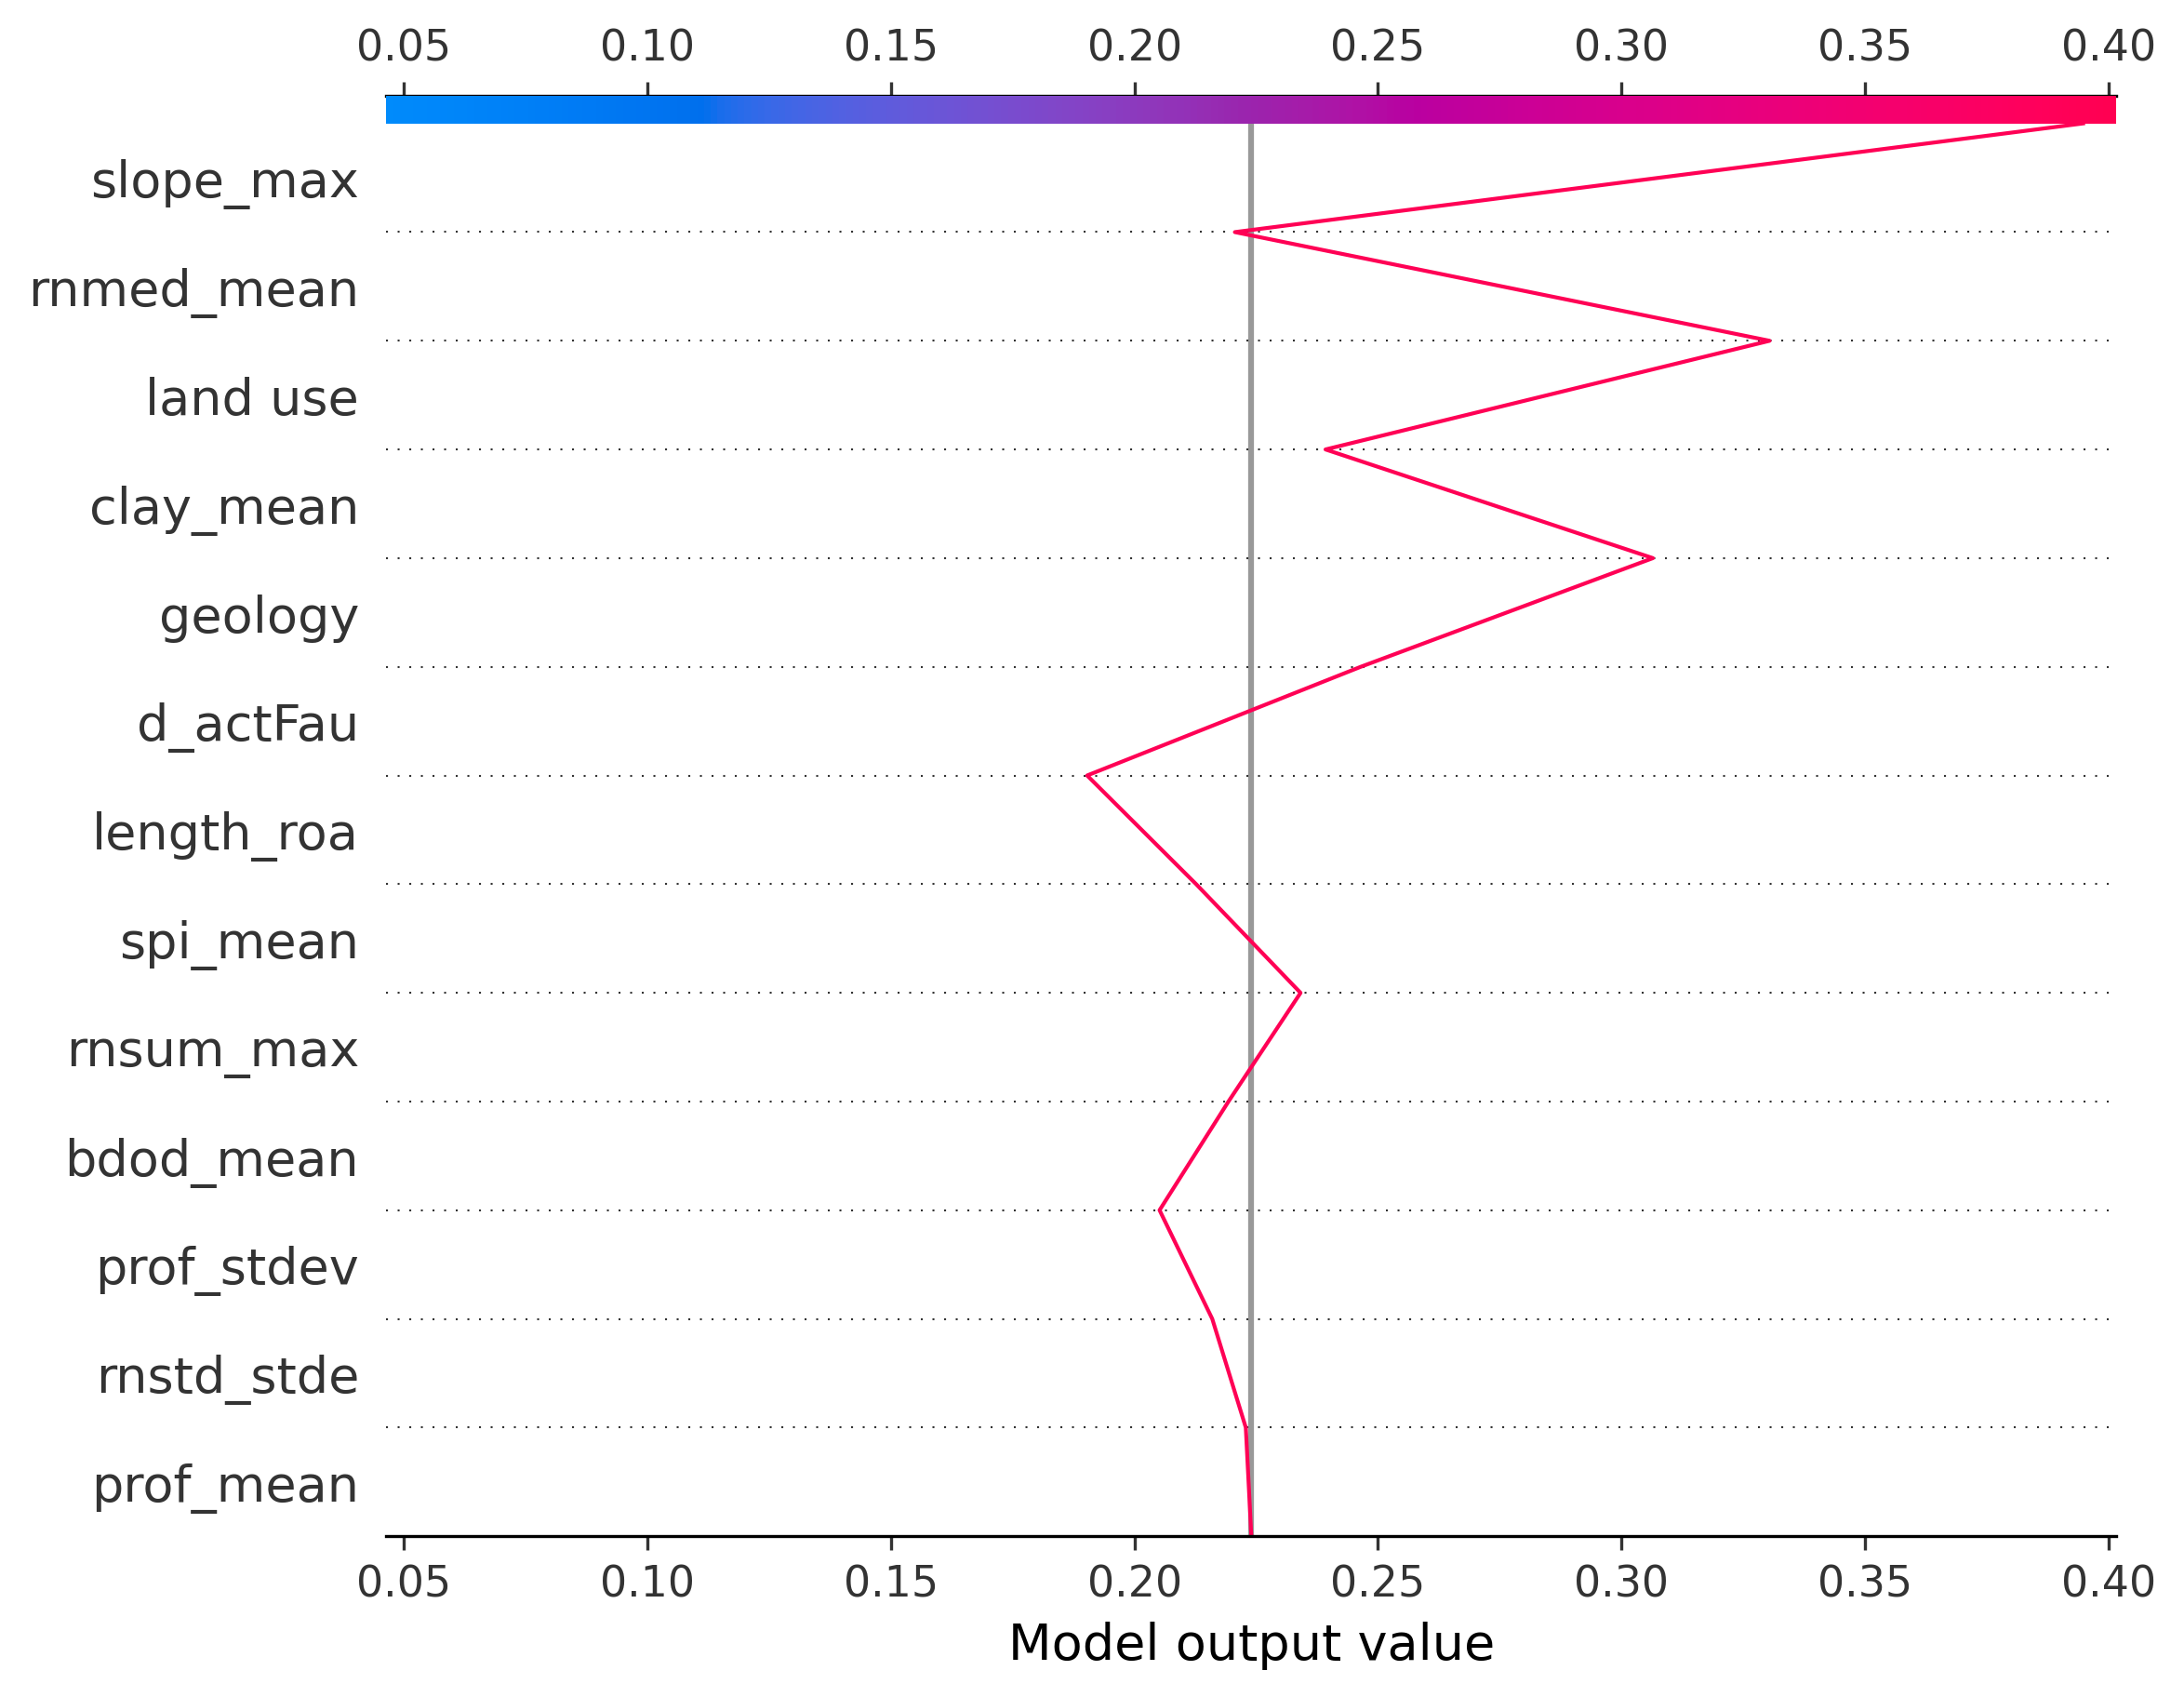 0.05 0.10 0.15 0.20 0.25 0.30 0.35 0.40
slope_max
rnmed_mean
land use
clay_mean
geology
d_actFau
length_roa
spi_mean
rnsum_max
bdod_mean
prof_stdev
rnstd_stde
prof_mean
0.05 0.10 0.15 0.20 0.25 0.30 0.35 0.40
Model output value